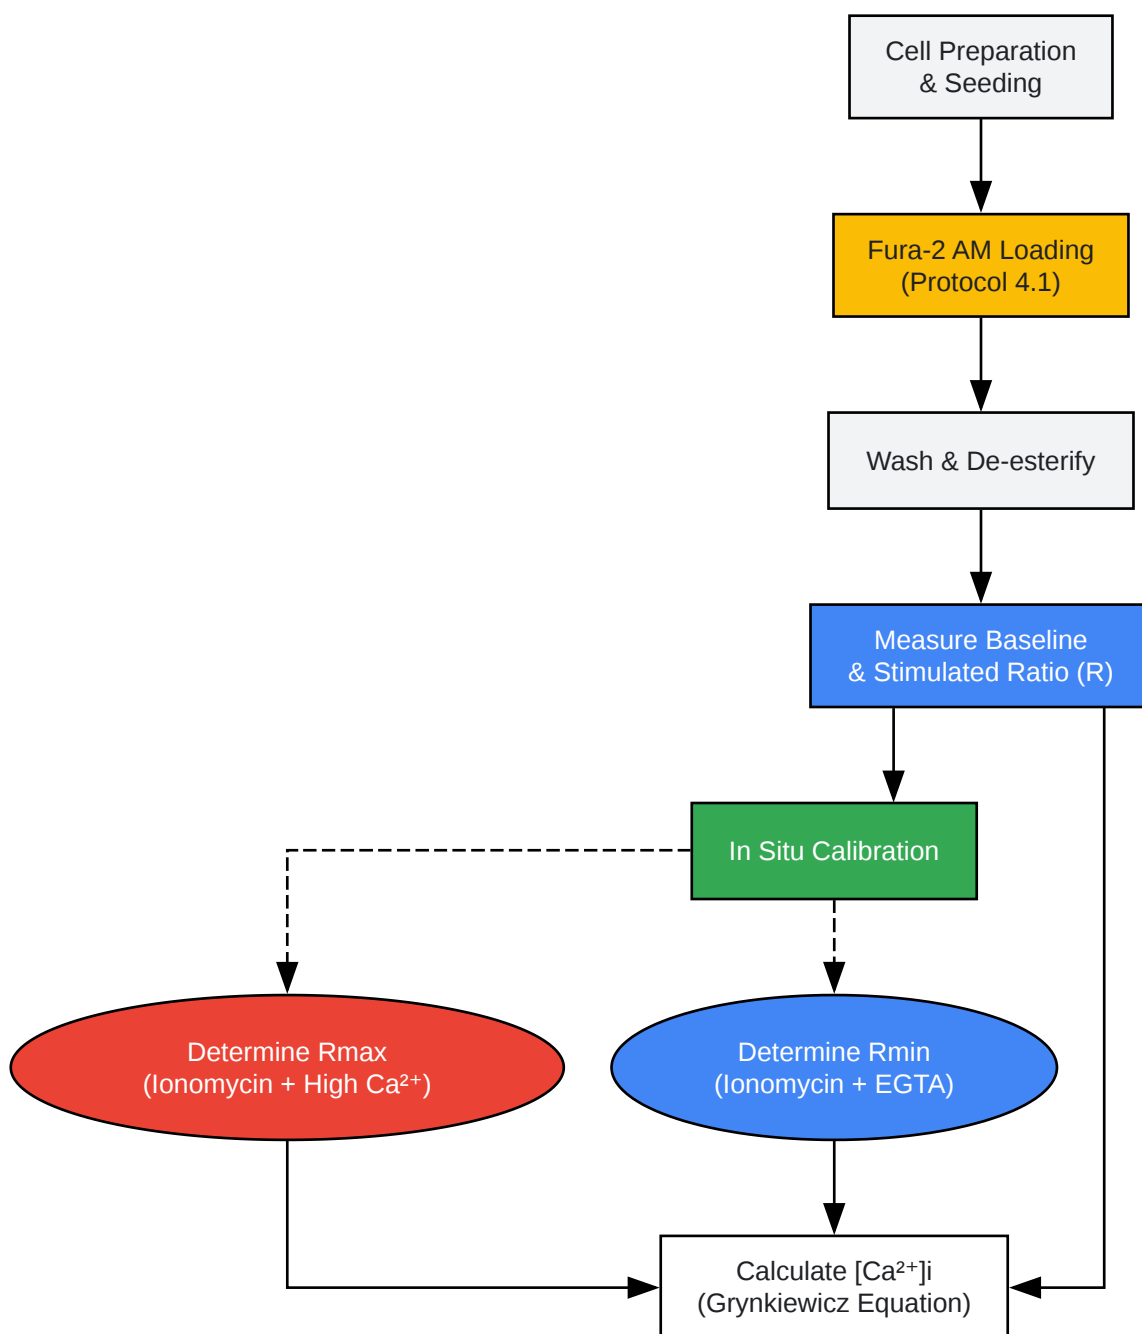 Cell Preparation
& Seeding
Fura-2 AM Loading
(Protocol 4.1)
Wash & De-esterify
Measure Baseline
& Stimulated Ratio (R)
In Situ Calibration
Determine Rmax
(Ionomycin + High Ca²⁺)
Determine Rmin
(Ionomycin + EGTA)
Calculate [Ca²⁺]i
(Grynkiewicz Equation)